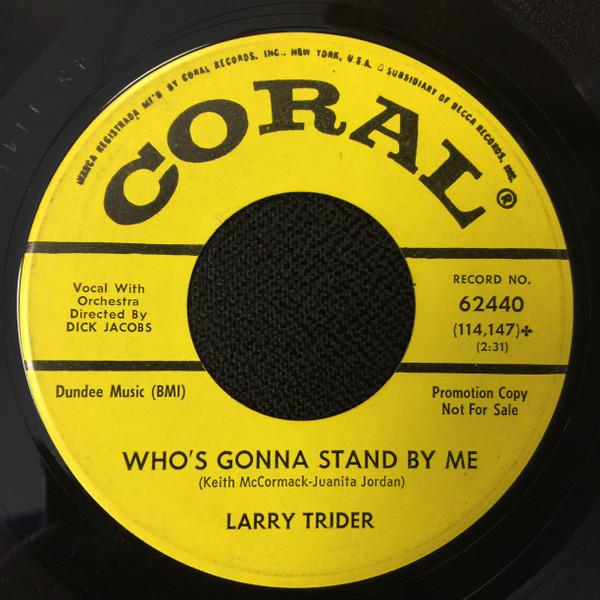 MARCA REGISTRADA MF'D BY CORAL RECORDS, INC., NEW YORK, U.S.A. A SUBSIDIARY OF DECCA RECORDS, INC.
CORAL®
Vocal With
Orchestra
Directed By
DICK JACOBS
RECORD NO.
62440
(114,147)✤
(2:31)
Dundee Music (BMI)
Promotion Copy
Not For Sale
WHO'S GONNA STAND BY ME
(Keith McCormack-Juanita Jordan)
LARRY TRIDER